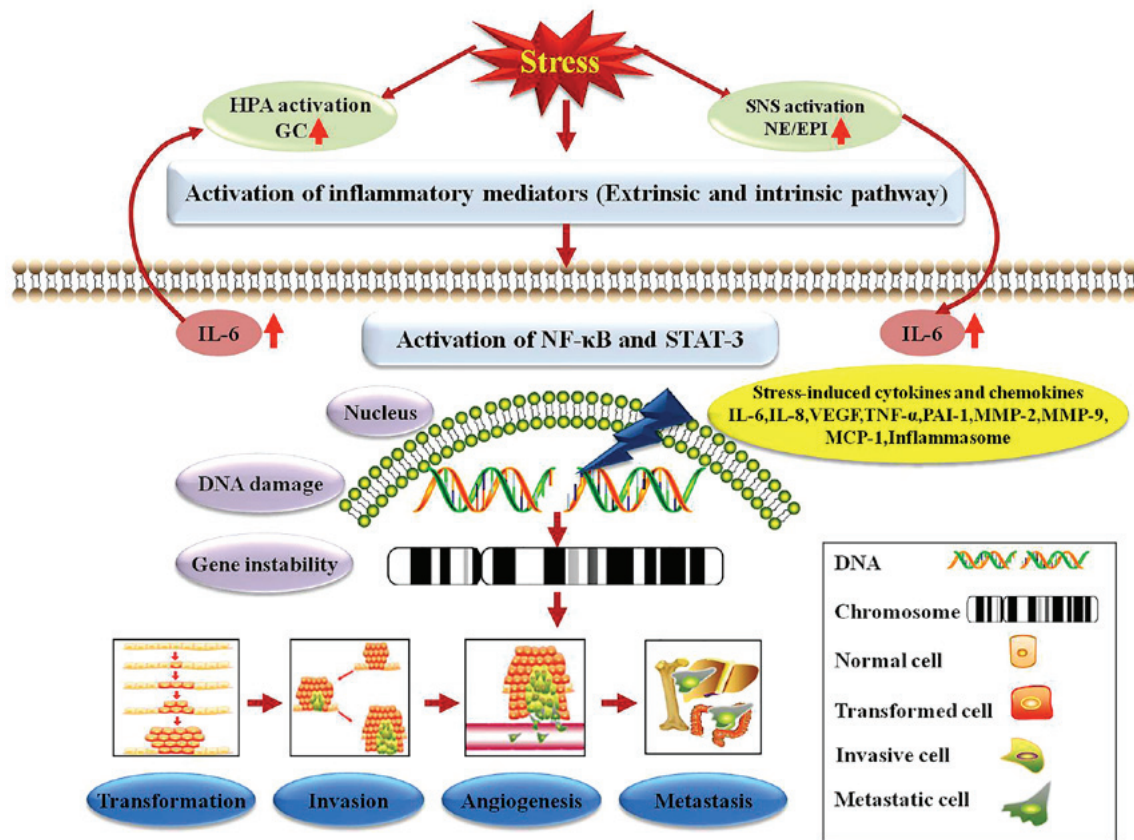 Stress
HPA activation
GC
SNS activation
NE/EPI
Activation of inflammatory mediators (Extrinsic and intrinsic pathway)
IL-6
Activation of NF-κB and STAT-3
IL-6
Stress-induced cytokines and chemokines
IL-6,IL-8,VEGF,TNF-α,PAI-1,MMP-2,MMP-9,
MCP-1,Inflammasome
Nucleus
DNA damage
Gene instability
Transformation
Invasion
Angiogenesis
Metastasis
DNA
Chromosome
Normal cell
Transformed cell
Invasive cell
Metastatic cell